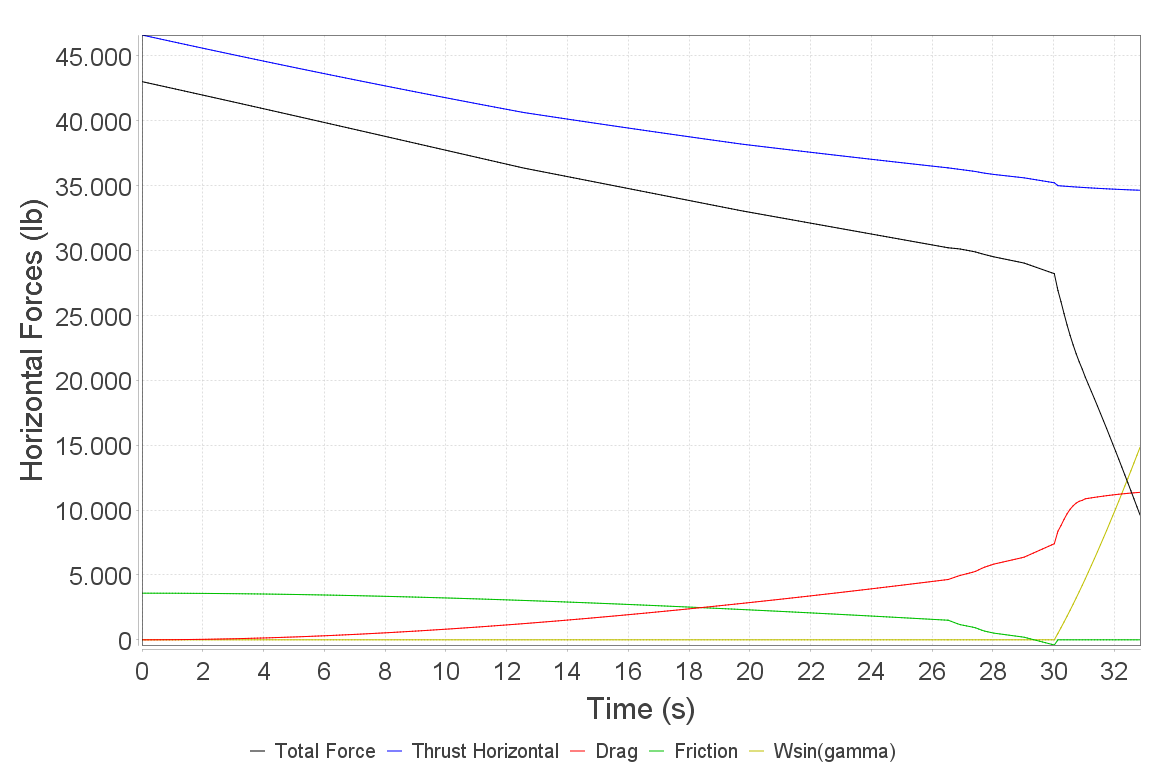 Horizontal Forces (lb)
45.000
40.000
35.000
30.000
25.000
20.000
15.000
10.000
5.000
0
0 2 4 6 8 10 12 14 16 18 20 22 24 26 28 30 32
Time (s)
Total Force Thrust Horizontal Drag Friction Wsin(gamma)